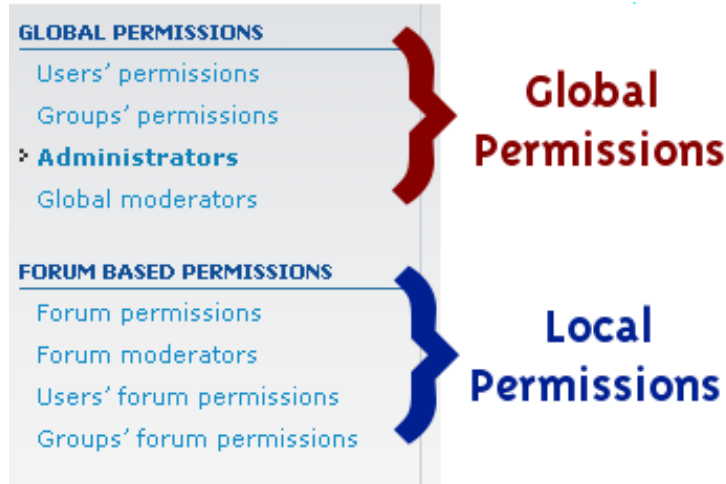 GLOBAL PERMISSIONS
Users' permissions
Groups' permissions
Administrators
Global moderators
Global
Permissions
FORUM BASED PERMISSIONS
Forum permissions
Forum moderators
Users' forum permissions
Groups' forum permissions
Local
Permissions